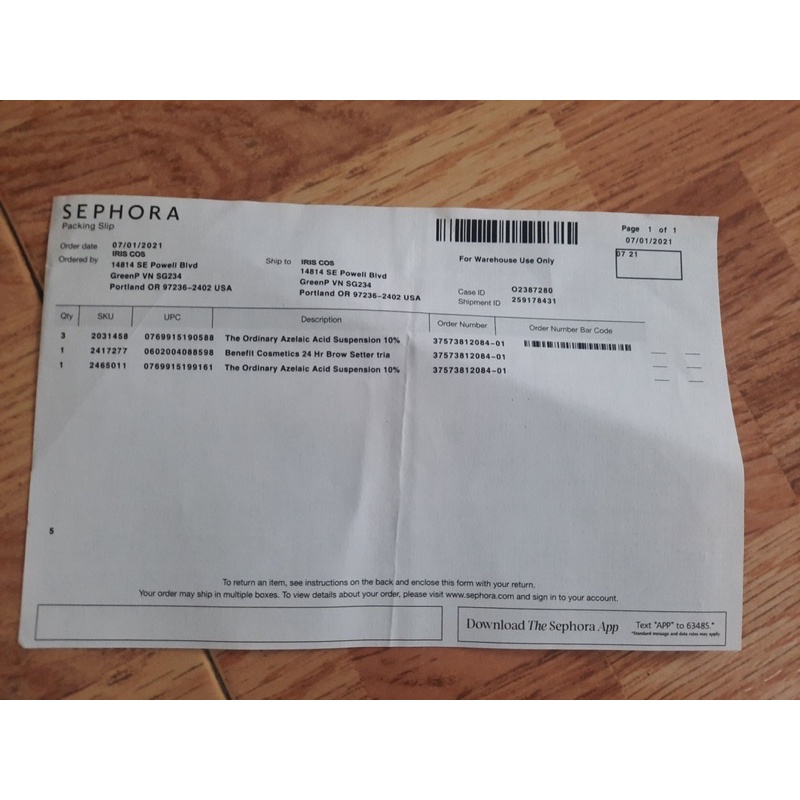 SEPHORA
Packing Slip
Page 1 of 1
07/01/2021
07 21
Order date 07/01/2021
Ordered by IRIS COS
14814 SE Powell Blvd
GreenP VN SG234
Portland OR 97236-2402 USA
Ship to IRIS COS
14814 SE Powell Blvd
GreenP VN SG234
Portland OR 97236-2402 USA
For Warehouse Use Only
Case ID O2387280
Shipment ID 259178431
Qty SKU UPC Description Order Number Order Number Bar Code
3 2031458 0769915190588 The Ordinary Azelaic Acid Suspension 10% 37573812084-01
1 2417277 0602004088598 Benefit Cosmetics 24 Hr Brow Setter tria 37573812084-01
1 2465011 0769915199161 The Ordinary Azelaic Acid Suspension 10% 37573812084-01
5
To return an item, see instructions on the back and enclose this form with your return.
Your order may ship in multiple boxes. To view details about your order, please visit www.sephora.com and sign in to your account.
Download The Sephora App
Text "APP" to 63485.*
*Standard message and data rates may apply.